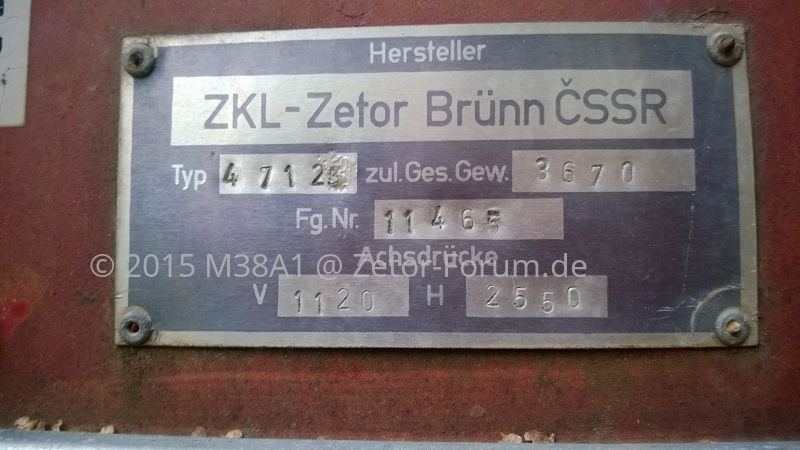 Hersteller
ZKL-Zetor Brünn ČSSR
Typ 4712 zul.Ges.Gew. 3670
Fg.Nr. 11465
Achsdrücke
© 2015 M38A1 @ Zetor-Forum.de
V 1120 H 2550